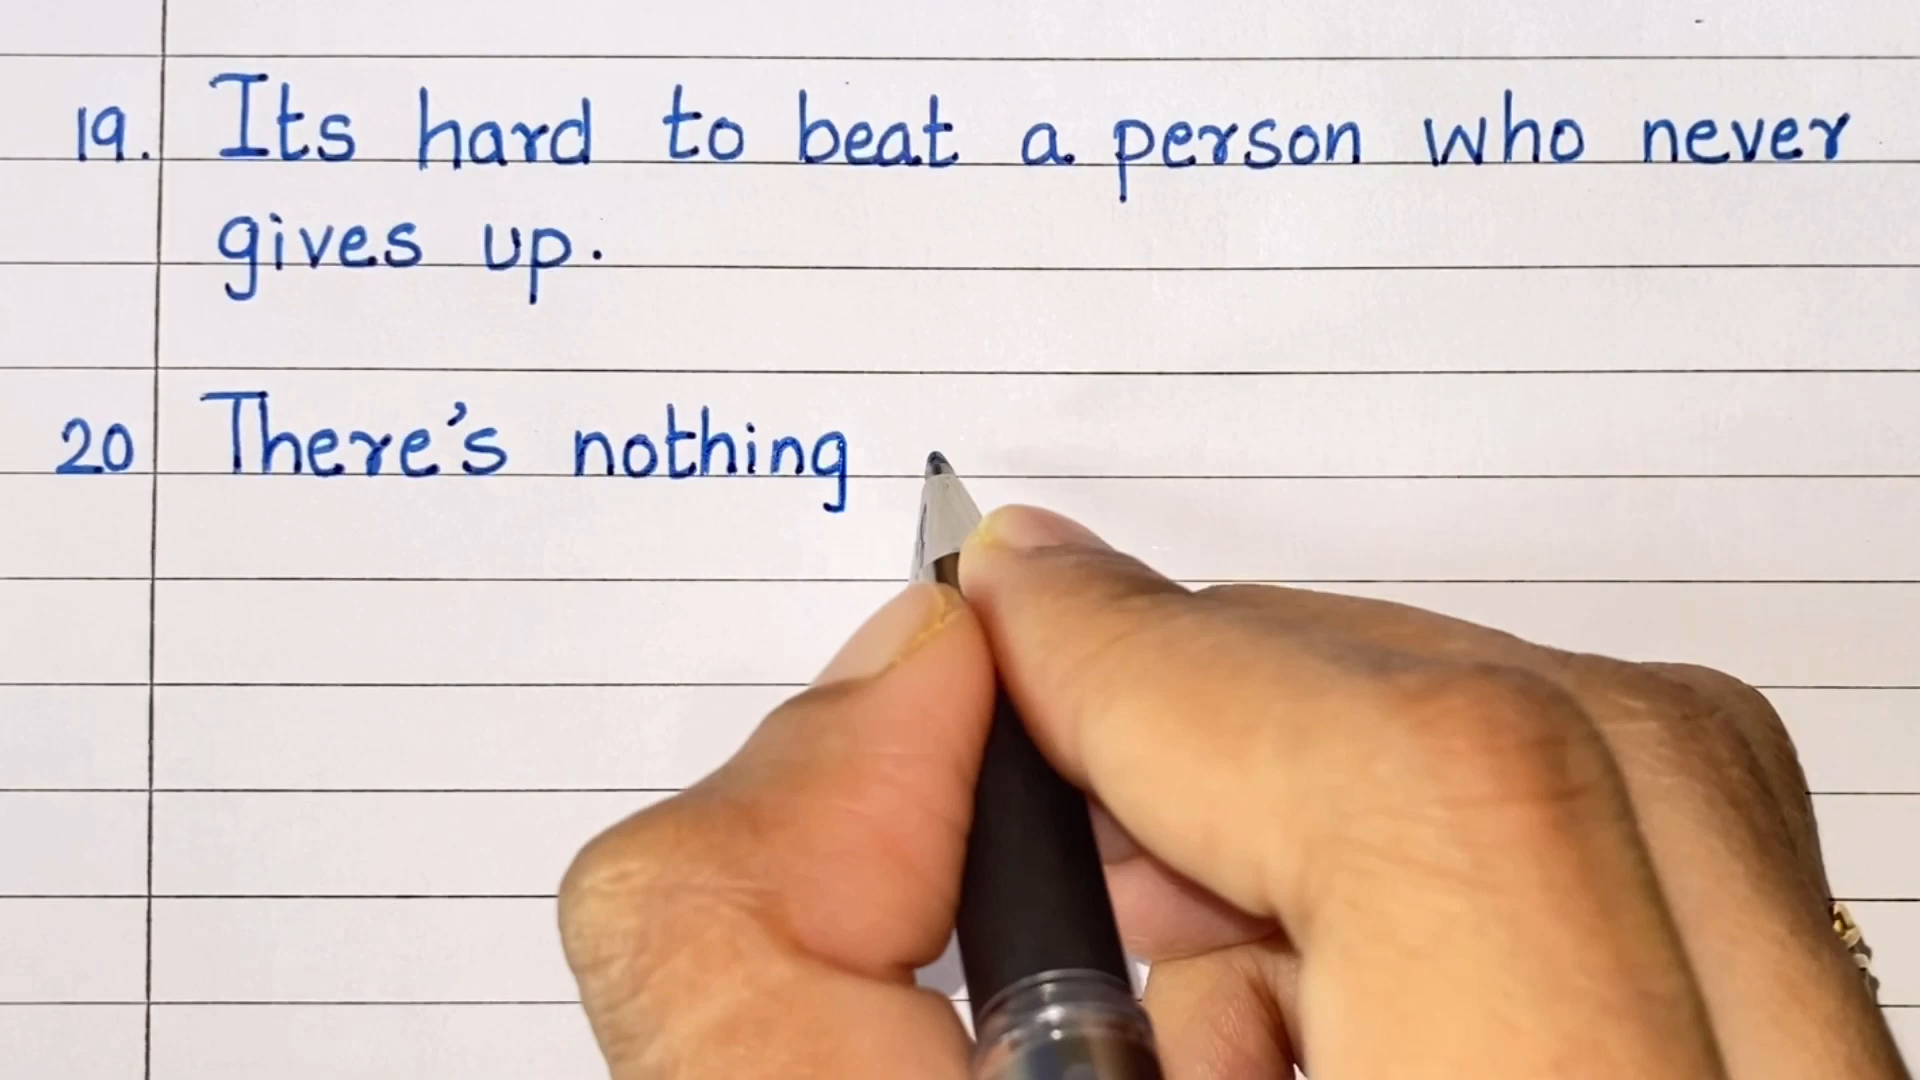 19. Its hard to beat a person who never
gives up.
20 There's nothing